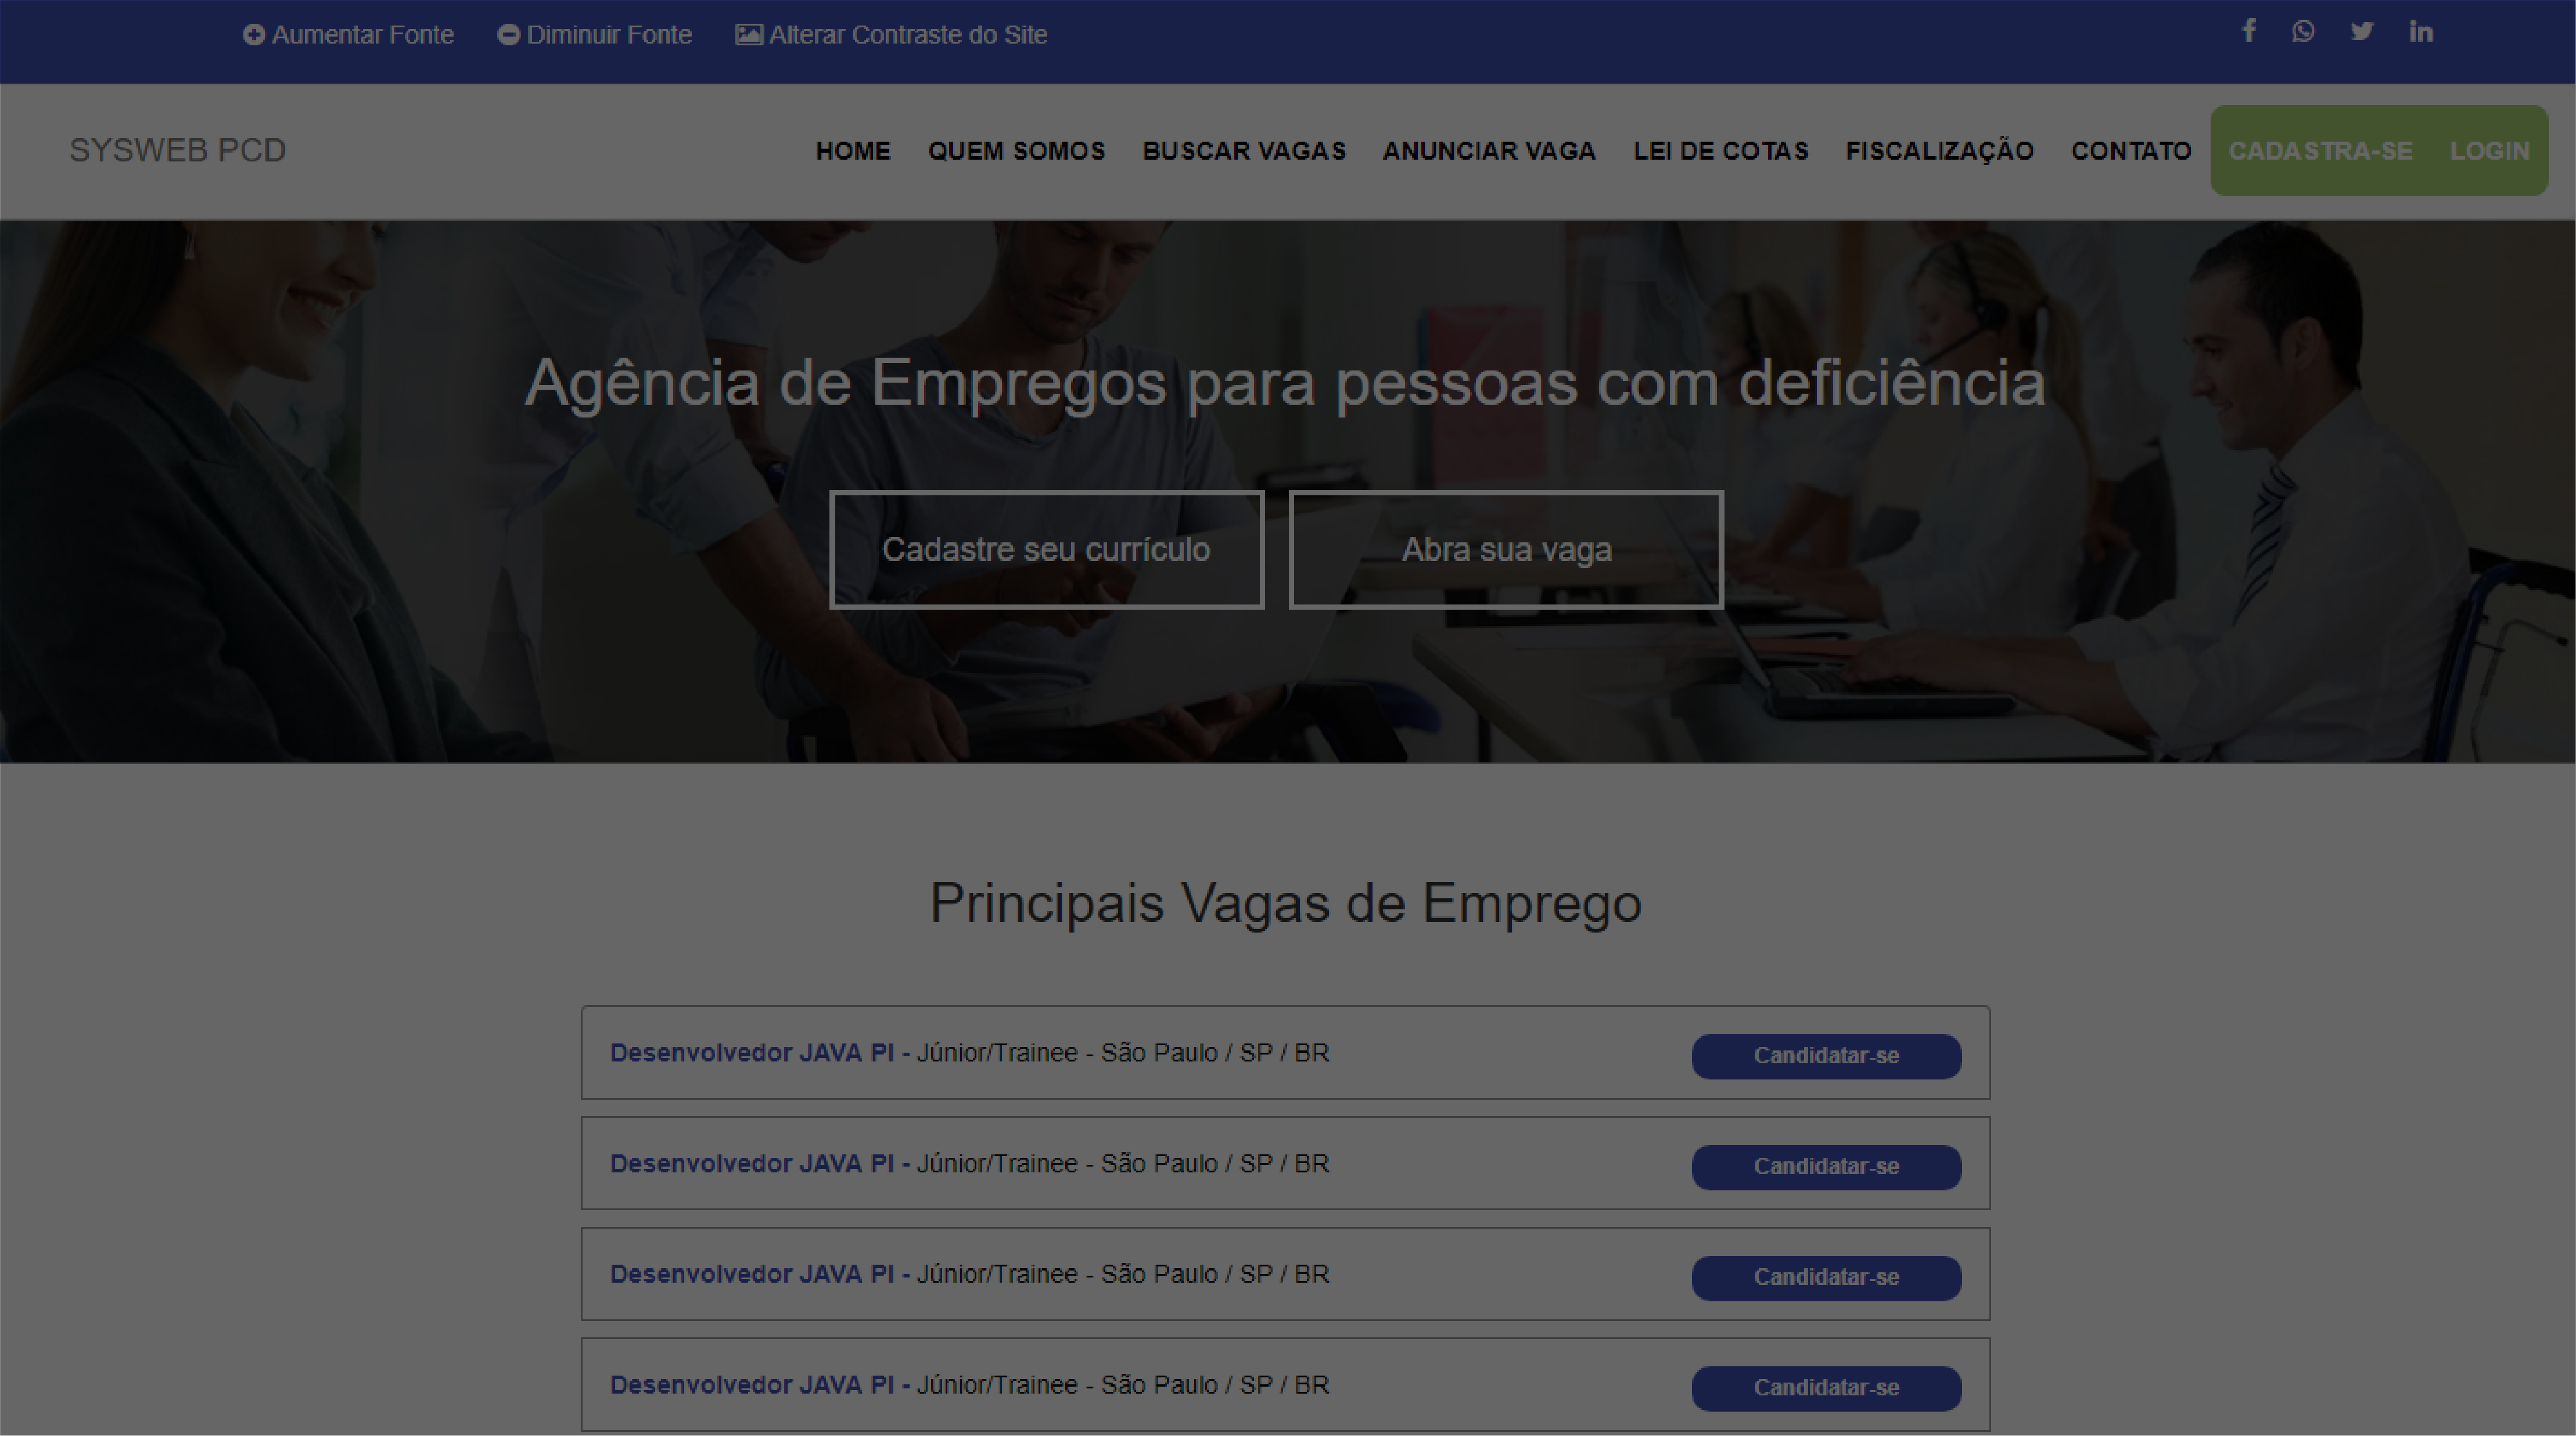 Aumentar Fonte Diminuir Fonte Alterar Contraste do Site
SYSWEB PCD HOME QUEM SOMOS BUSCAR VAGAS ANUNCIAR VAGA LEI DE COTAS FISCALIZAÇÃO CONTATO CADASTRA-SE LOGIN
Agência de Empregos para pessoas com deficiência
Cadastre seu currículo Abra sua vaga
Principais Vagas de Emprego
Desenvolvedor JAVA PI - Júnior/Trainee - São Paulo / SP / BR Candidatar-se
Desenvolvedor JAVA PI - Júnior/Trainee - São Paulo / SP / BR Candidatar-se
Desenvolvedor JAVA PI - Júnior/Trainee - São Paulo / SP / BR Candidatar-se
Desenvolvedor JAVA PI - Júnior/Trainee - São Paulo / SP / BR Candidatar-se